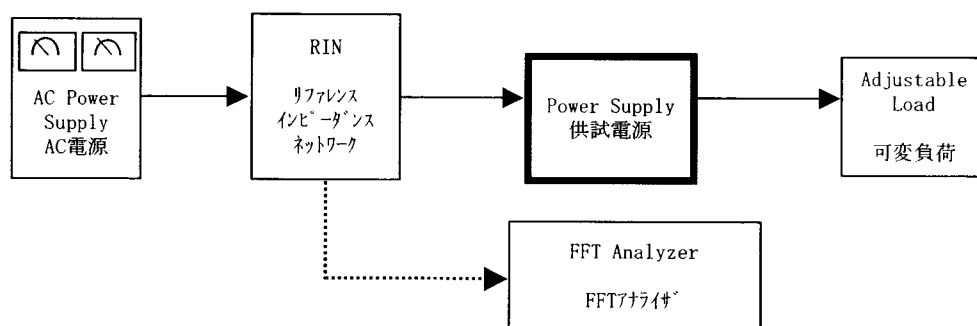 AC Power
Supply
AC電源
RIN
ﾘﾌｧﾚﾝｽ
ｲﾝﾋﾟｰﾀﾞﾝｽ
ﾈｯﾄﾜｰｸ
Power Supply
供試電源
Adjustable
Load
可変負荷
FFT Analyzer
FFTｱﾅﾗｲｻﾞ